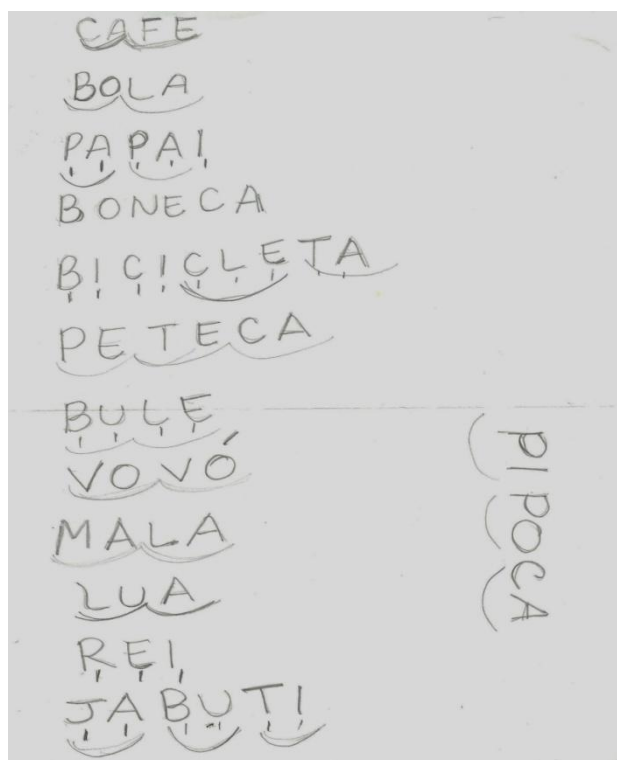 CAFE
BOLA
PAPAI
BONECA
BICICLETA
PETECA
BULE
VOVÓ
MALA
LUA
REI
JABUTI
PIPOCA